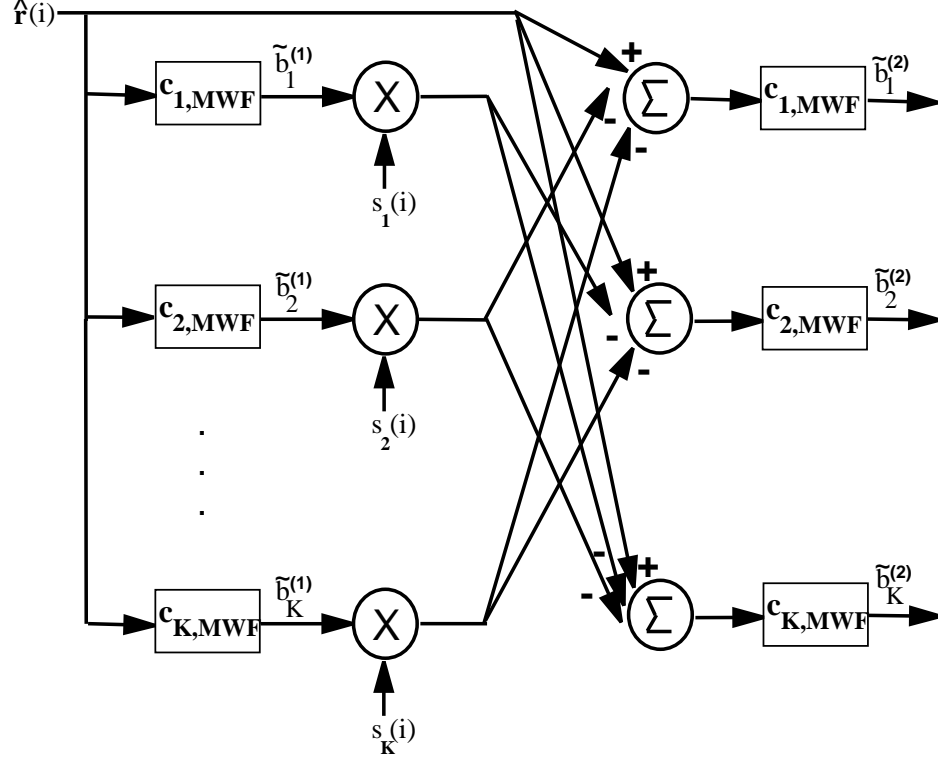 r̂(i)
c1,MWF b̃1(1) X + Σ c1,MWF b̃1(2)
- -
s1(i)
c2,MWF b̃2(1) X + Σ c2,MWF b̃2(2)
- -
s2(i)
.
.
.
cK,MWF b̃K(1) X - - + Σ cK,MWF b̃K(2)
sK(i)